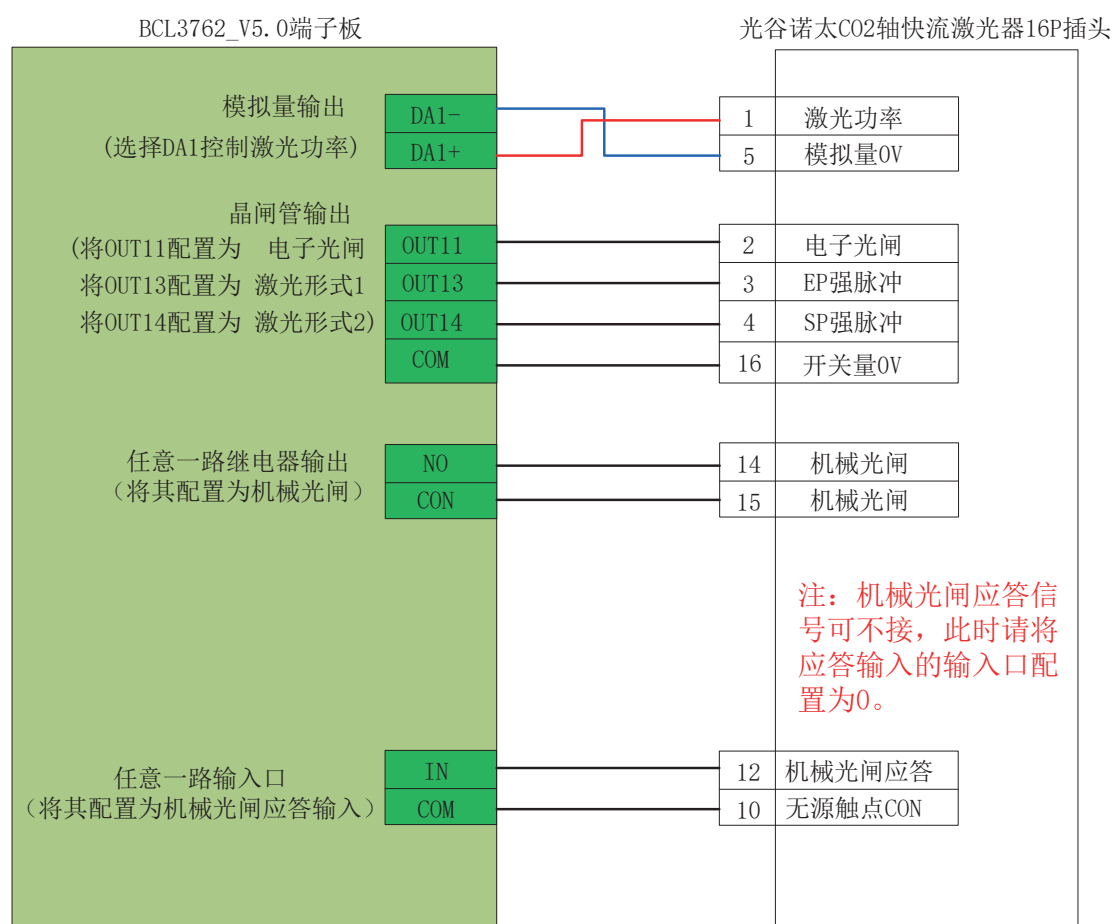 BCL3762_V5.0端子板
光谷诺太CO2轴快流激光器16P插头
模拟量输出
(选择DA1控制激光功率)
DA1-
DA1+
1 激光功率
5 模拟量0V
晶闸管输出
(将OUT11配置为 电子光闸
将OUT13配置为 激光形式1
将OUT14配置为 激光形式2)
OUT11
OUT13
OUT14
COM
2 电子光闸
3 EP强脉冲
4 SP强脉冲
16 开关量0V
任意一路继电器输出
（将其配置为机械光闸）
NO
CON
14 机械光闸
15 机械光闸
注：机械光闸应答信
号可不接，此时请将
应答输入的输入口配
置为0。
任意一路输入口
（将其配置为机械光闸应答输入）
IN
COM
12 机械光闸应答
10 无源触点CON